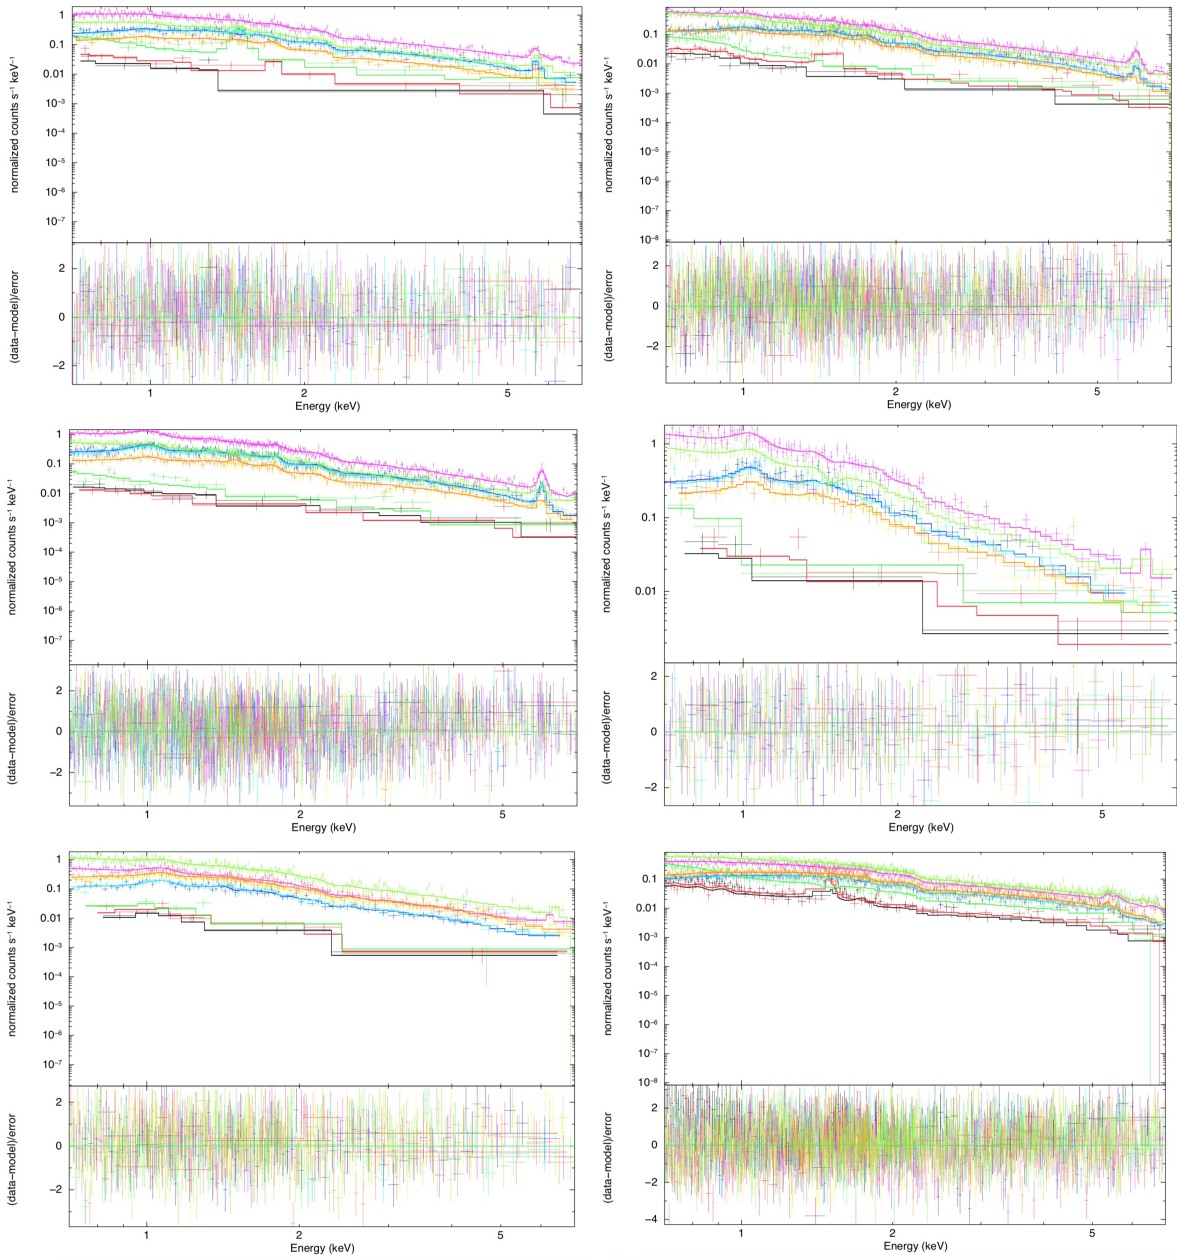 1
0.1
0.01
10⁻³
10⁻⁴
10⁻⁵
10⁻⁶
10⁻⁷
normalized counts s⁻¹ keV⁻¹
2
0
−2
(data−model)/error
1 2 5
Energy (keV)
0.1
0.01
10⁻³
10⁻⁴
10⁻⁵
10⁻⁶
10⁻⁷
10⁻⁸
normalized counts s⁻¹ keV⁻¹
2
0
−2
(data−model)/error
1 2 5
Energy (keV)
1
0.1
0.01
10⁻³
10⁻⁴
10⁻⁵
10⁻⁶
10⁻⁷
normalized counts s⁻¹ keV⁻¹
2
0
−2
(data−model)/error
1 2 5
Energy (keV)
1
0.1
0.01
normalized counts s⁻¹ keV⁻¹
2
0
−2
(data−model)/error
1 2 5
Energy (keV)
1
0.1
0.01
10⁻³
10⁻⁴
10⁻⁵
10⁻⁶
10⁻⁷
normalized counts s⁻¹ keV⁻¹
2
0
−2
(data−model)/error
1 2 5
Energy (keV)
0.1
0.01
10⁻³
10⁻⁴
10⁻⁵
10⁻⁶
10⁻⁷
10⁻⁸
normalized counts s⁻¹ keV⁻¹
2
0
−2
−4
(data−model)/error
1 2 5
Energy (keV)